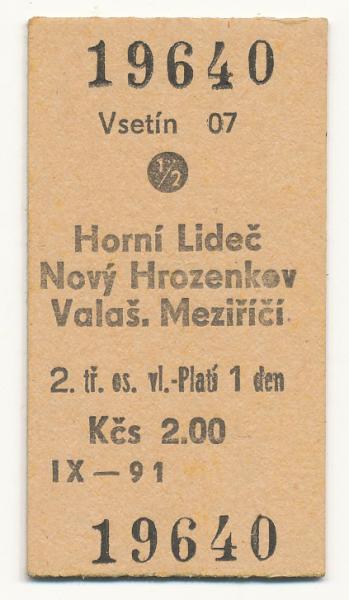 19640
Vsetín 07
1/2
Horní Lideč
Nový Hrozenkov
Valaš. Meziříčí
2. tř. os. vl.-Platí 1 den
Kčs 2.00
IX-91
19640